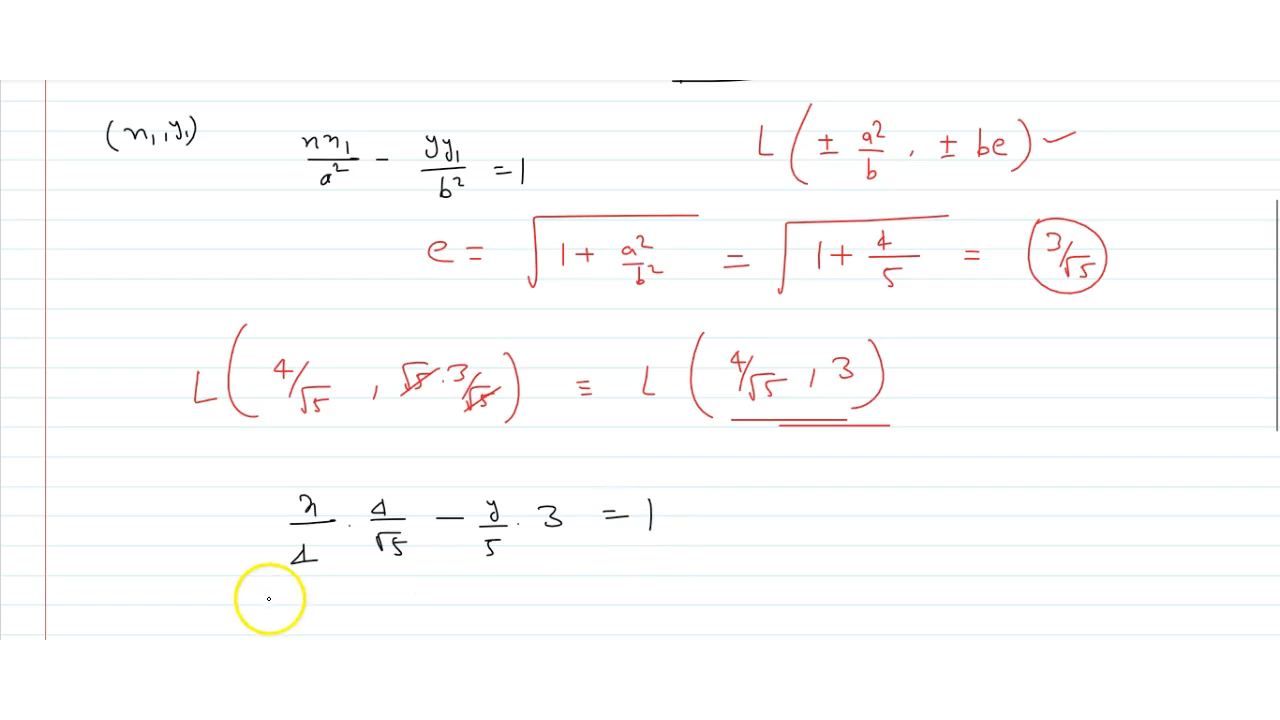 (x₁, y₁) xx₁/a² - yy₁/b² = 1 L(± a²/b, ± be) ✓
e = √(1 + a²/b²) = √(1 + 4/5) = 3/√5
L(4/√5, √5 · 3/√5) ≡ L(4/√5, 3)
x/4 · 4/√5 - y/5 · 3 = 1